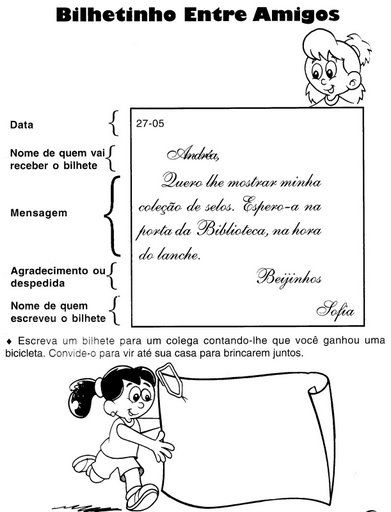 Bilhetinho Entre Amigos
Data
27-05
Nome de quem vai
receber o bilhete
Andréa,
Mensagem
Quero lhe mostrar minha
coleção de selos. Espero-a na
porta da Biblioteca, na hora
do lanche.
Agradecimento ou
despedida
Beijinhos
Nome de quem
escreveu o bilhete
Sofia
♦ Escreva um bilhete para um colega contando-lhe que você ganhou uma
bicicleta. Convide-o para vir até sua casa para brincarem juntos.